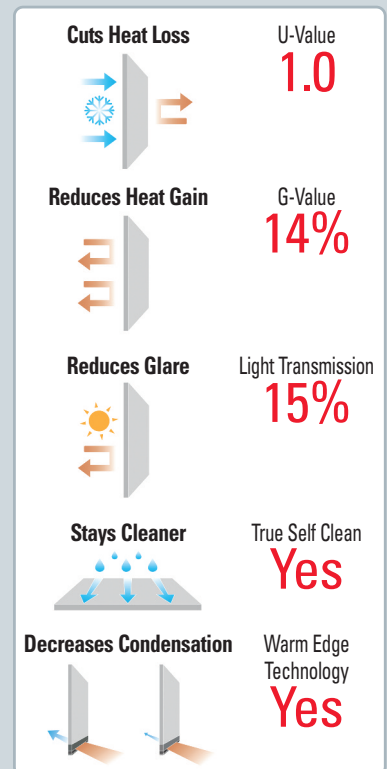 Cuts Heat Loss
U-Value
1.0
Reduces Heat Gain
G-Value
14%
Reduces Glare
Light Transmission
15%
Stays Cleaner
True Self Clean
Yes
Decreases Condensation
Warm Edge
Technology
Yes